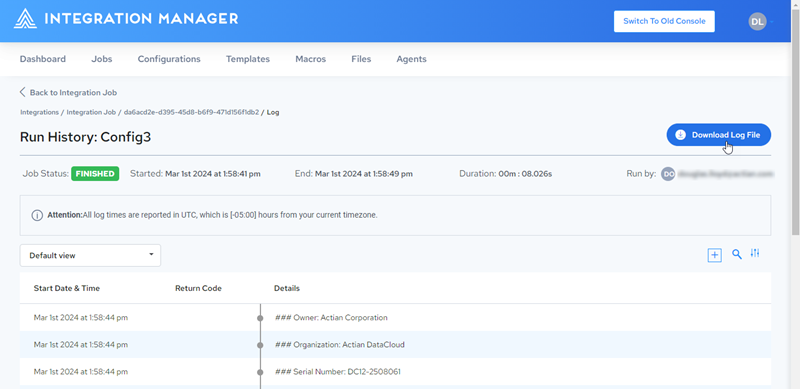 INTEGRATION MANAGER
Switch To Old Console
DL
Dashboard Jobs Configurations Templates Macros Files Agents
Back to Integration Job
Integrations / Integration Job / da6acd2e-d395-45d8-b6f9-471d156f1db2 / Log
Run History: Config3
Download Log File
Job Status: FINISHED Started: Mar 1st 2024 at 1:58:41 pm End: Mar 1st 2024 at 1:58:49 pm Duration: 00m : 08.026s Run by: DC
Attention:All log times are reported in UTC, which is [-05:00] hours from your current timezone.
Default view
Start Date & Time Return Code Details
Mar 1st 2024 at 1:58:44 pm ### Owner: Actian Corporation
Mar 1st 2024 at 1:58:44 pm ### Organization: Actian DataCloud
Mar 1st 2024 at 1:58:44 pm ### Serial Number: DC12-2508061